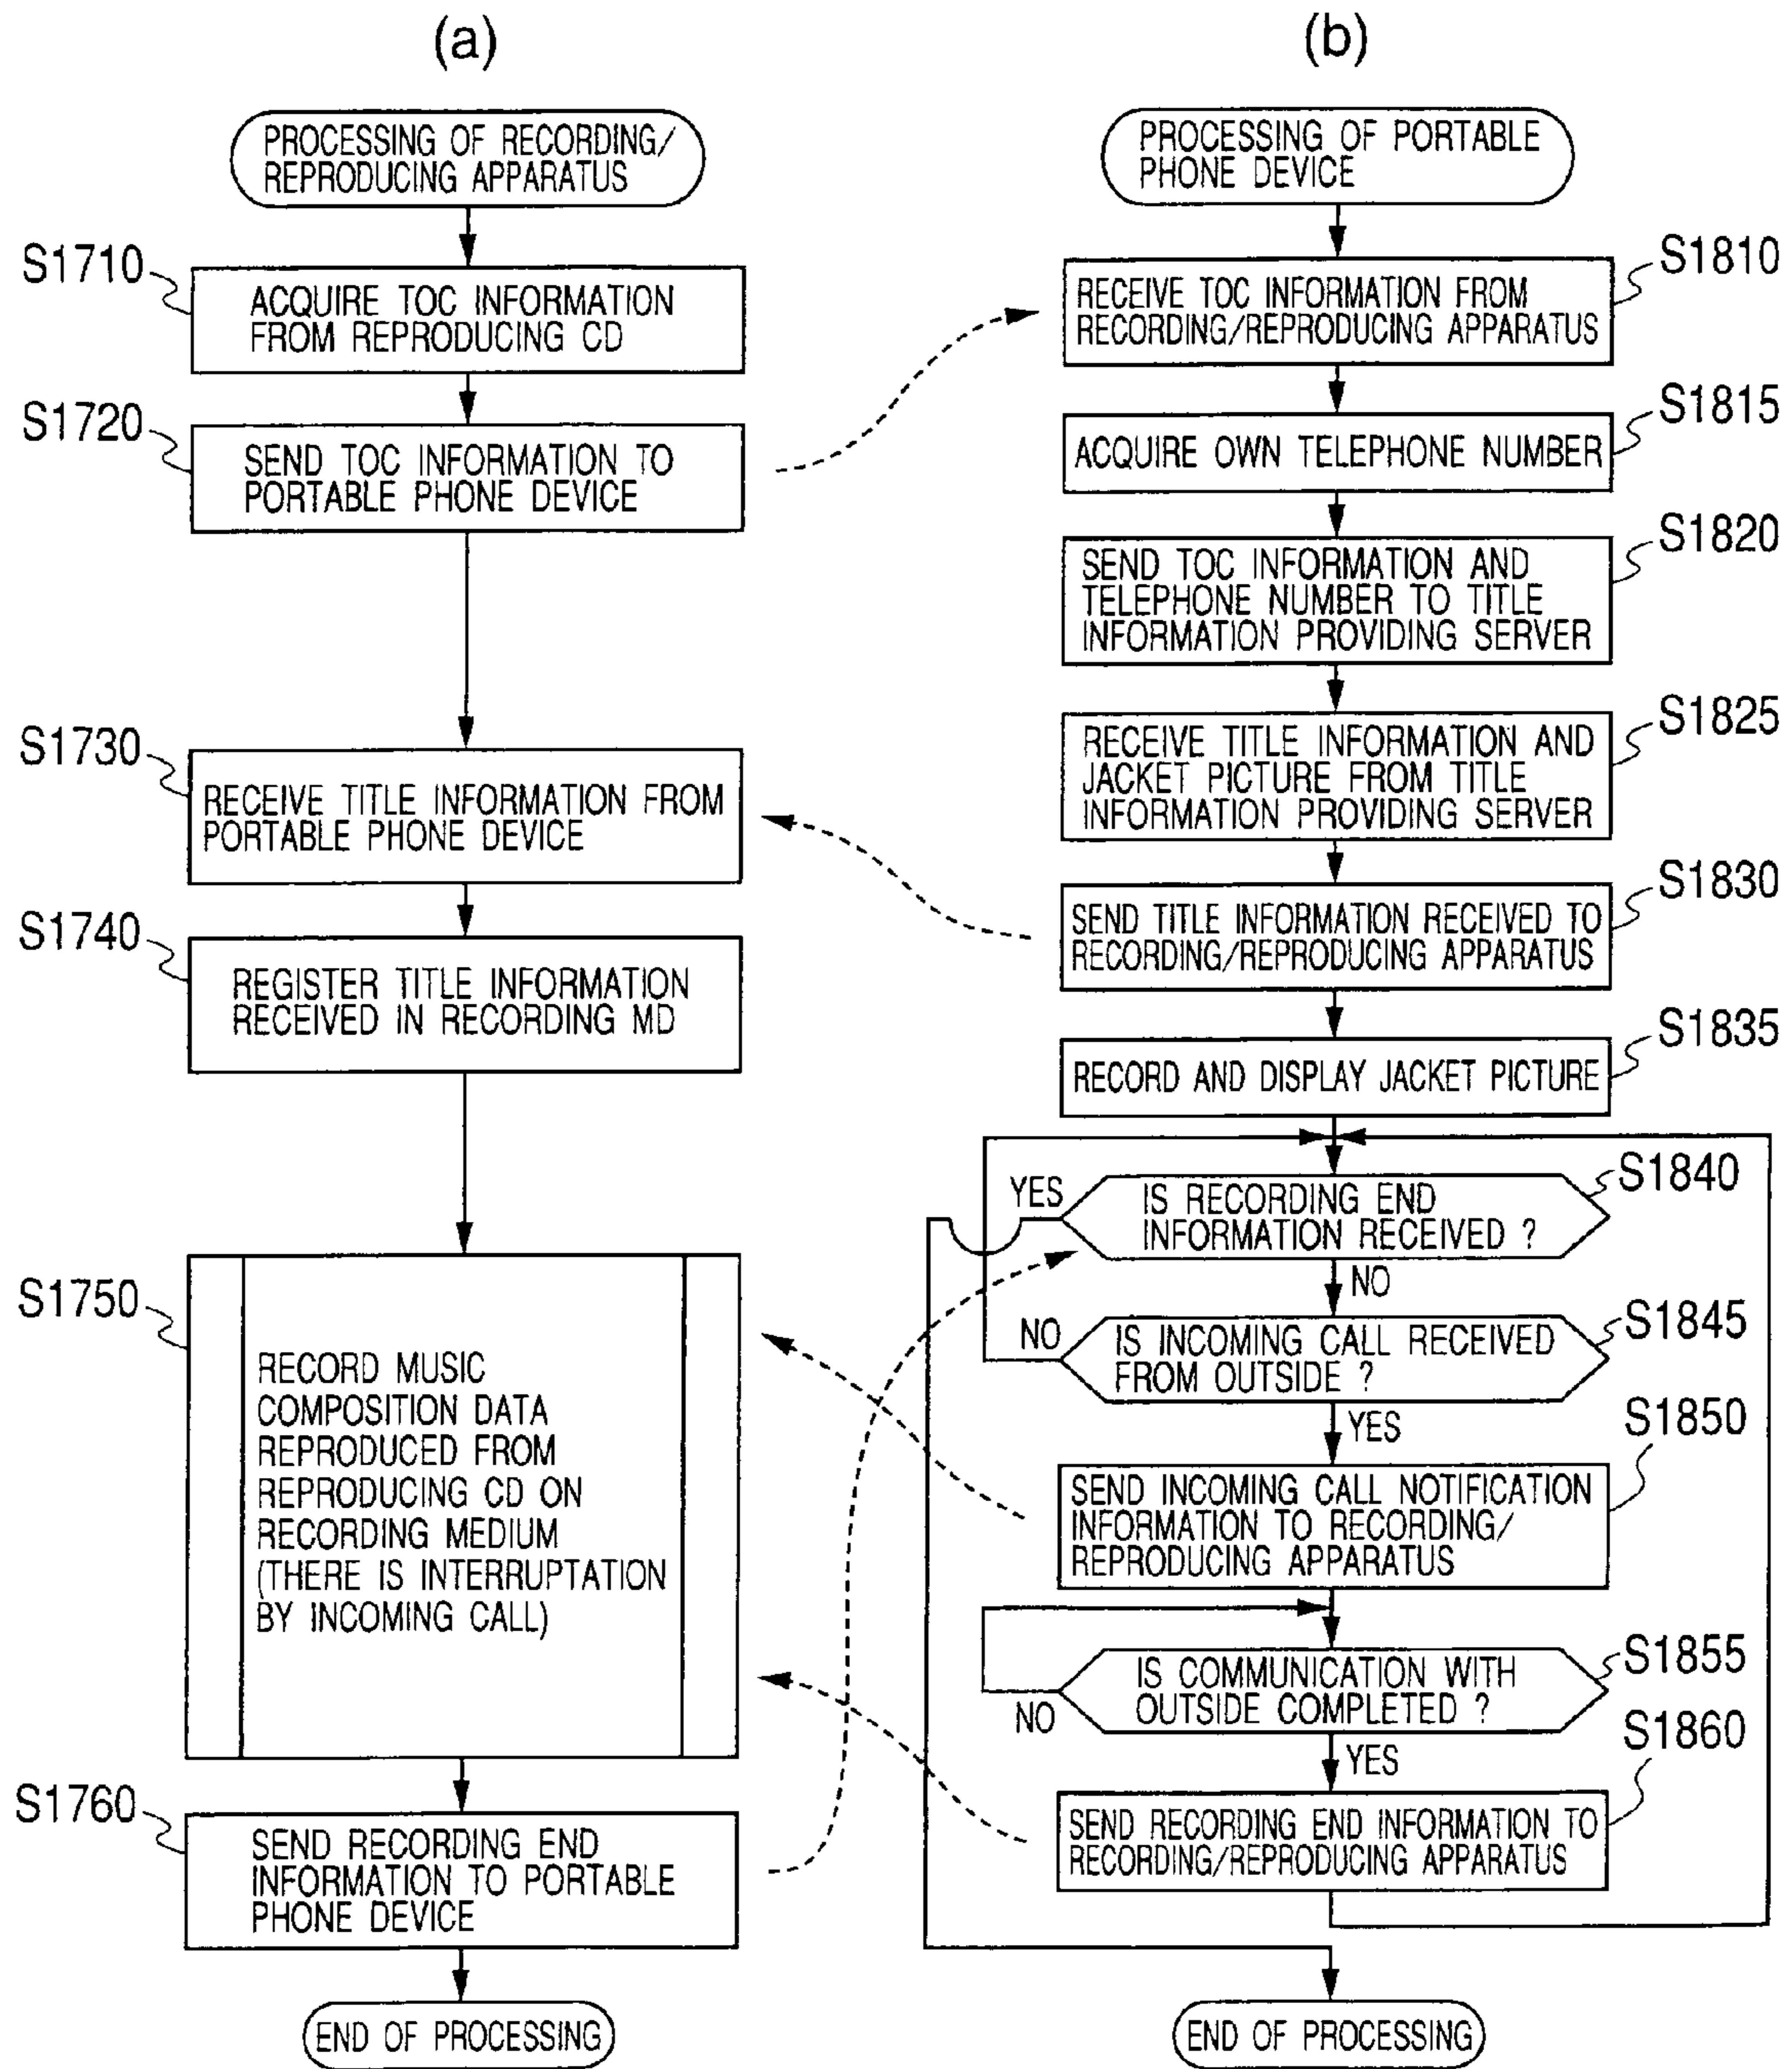 (a)
PROCESSING OF RECORDING/
REPRODUCING APPARATUS
S1710
ACQUIRE TOC INFORMATION
FROM REPRODUCING CD
S1720
SEND TOC INFORMATION TO
PORTABLE PHONE DEVICE
S1730
RECEIVE TITLE INFORMATION FROM
PORTABLE PHONE DEVICE
S1740
REGISTER TITLE INFORMATION
RECEIVED IN RECORDING MD
S1750
RECORD MUSIC
COMPOSITION DATA
REPRODUCED FROM
REPRODUCING CD ON
RECORDING MEDIUM
(THERE IS INTERRUPTATION
BY INCOMING CALL)
S1760
SEND RECORDING END
INFORMATION TO PORTABLE
PHONE DEVICE
END OF PROCESSING
(b)
PROCESSING OF PORTABLE
PHONE DEVICE
S1810
RECEIVE TOC INFORMATION FROM
RECORDING/REPRODUCING APPARATUS
S1815
ACQUIRE OWN TELEPHONE NUMBER
S1820
SEND TOC INFORMATION AND
TELEPHONE NUMBER TO TITLE
INFORMATION PROVIDING SERVER
S1825
RECEIVE TITLE INFORMATION AND
JACKET PICTURE FROM TITLE
INFORMATION PROVIDING SERVER
S1830
SEND TITLE INFORMATION RECEIVED TO
RECORDING/REPRODUCING APPARATUS
S1835
RECORD AND DISPLAY JACKET PICTURE
S1840
YES
IS RECORDING END
INFORMATION RECEIVED ?
NO
S1845
NO
IS INCOMING CALL RECEIVED
FROM OUTSIDE ?
YES
S1850
SEND INCOMING CALL NOTIFICATION
INFORMATION TO RECORDING/
REPRODUCING APPARATUS
S1855
IS COMMUNICATION WITH
OUTSIDE COMPLETED ?
NO
YES
S1860
SEND RECORDING END INFORMATION TO
RECORDING/REPRODUCING APPARATUS
END OF PROCESSING